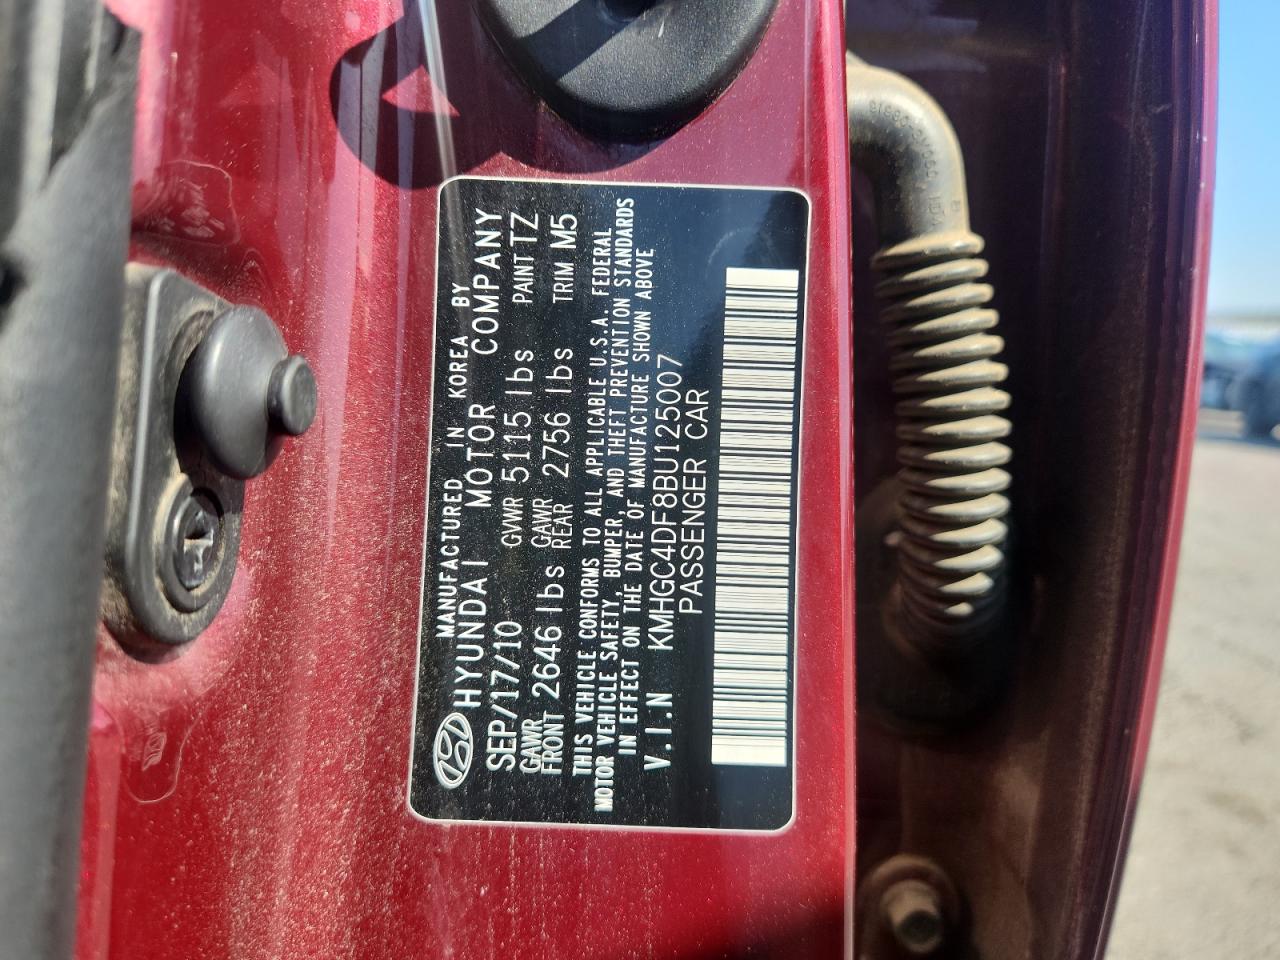 MANUFACTURED IN KOREA BY
HYUNDAI MOTOR COMPANY
SEP/17/10 GVWR 5115 lbs PAINT TZ
GAWR FRONT 2646 lbs GAWR REAR 2756 lbs TRIM M5
THIS VEHICLE CONFORMS TO ALL APPLICABLE U.S.A. FEDERAL
MOTOR VEHICLE SAFETY, BUMPER, AND THEFT PREVENTION STANDARDS
IN EFFECT ON THE DATE OF MANUFACTURE SHOWN ABOVE
V.I.N KMHGC4DF8BU125007
PASSENGER CAR